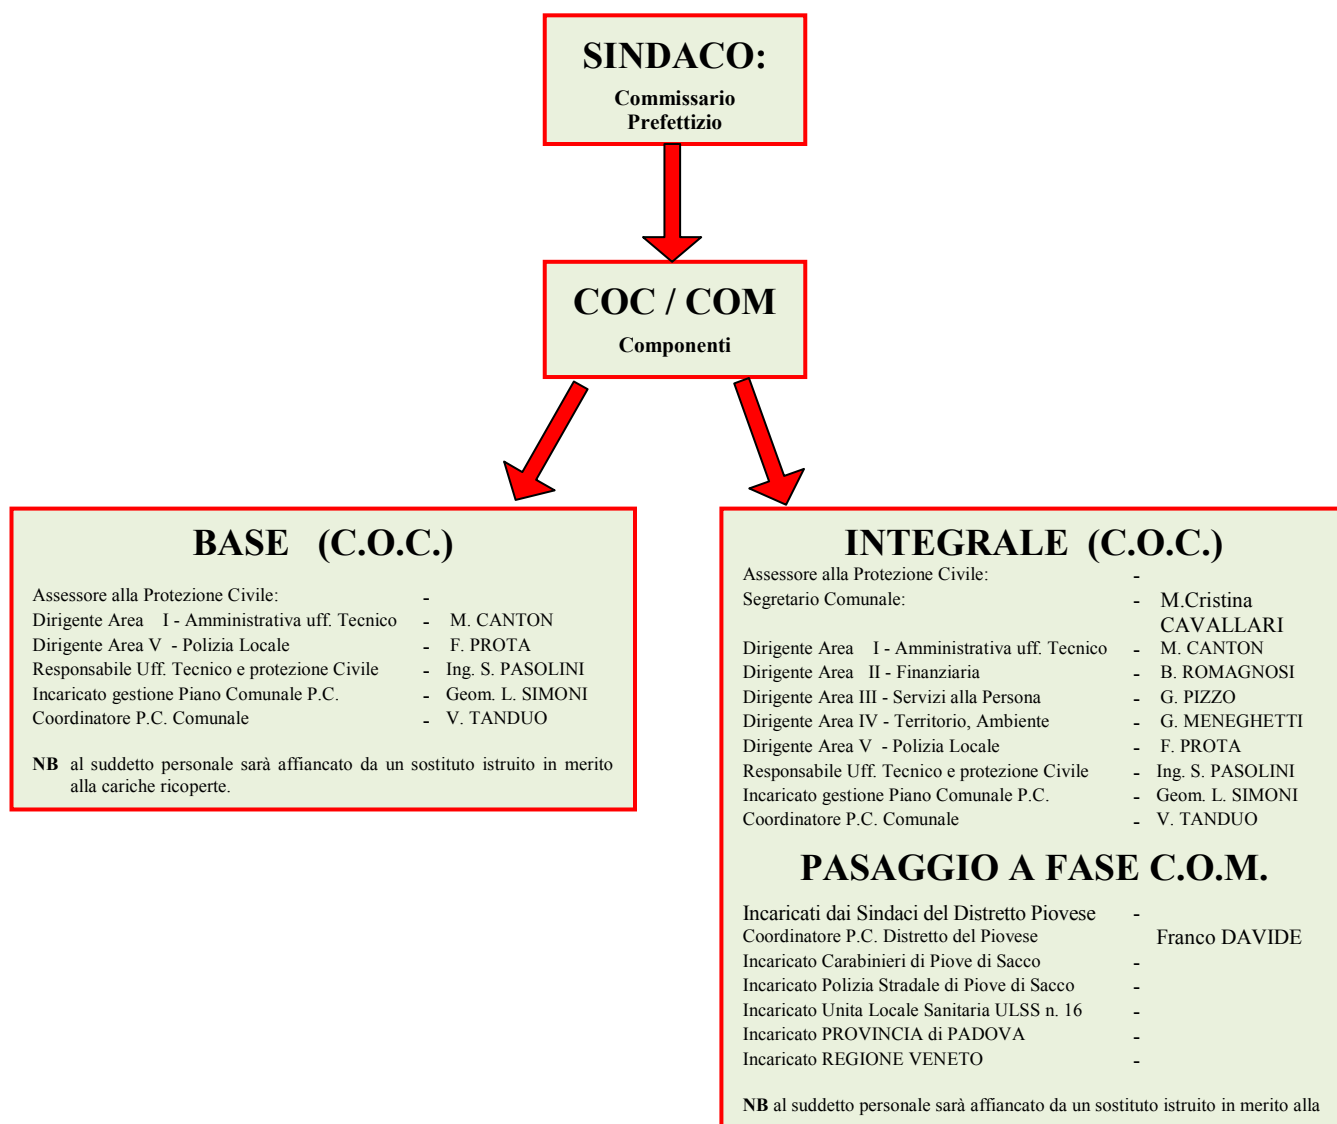 SINDACO:
Commissario
Prefettizio
COC / COM
Componenti
BASE (C.O.C.)
Assessore alla Protezione Civile: -
Dirigente Area I - Amministrativa uff. Tecnico - M. CANTON
Dirigente Area V - Polizia Locale - F. PROTA
Responsabile Uff. Tecnico e protezione Civile - Ing. S. PASOLINI
Incaricato gestione Piano Comunale P.C. - Geom. L. SIMONI
Coordinatore P.C. Comunale - V. TANDUO
NB al suddetto personale sarà affiancato da un sostituto istruito in merito
alla cariche ricoperte.
INTEGRALE (C.O.C.)
Assessore alla Protezione Civile: -
Segretario Comunale: - M.Cristina
CAVALLARI
Dirigente Area I - Amministrativa uff. Tecnico - M. CANTON
Dirigente Area II - Finanziaria - B. ROMAGNOSI
Dirigente Area III - Servizi alla Persona - G. PIZZO
Dirigente Area IV - Territorio, Ambiente - G. MENEGHETTI
Dirigente Area V - Polizia Locale - F. PROTA
Responsabile Uff. Tecnico e protezione Civile - Ing. S. PASOLINI
Incaricato gestione Piano Comunale P.C. - Geom. L. SIMONI
Coordinatore P.C. Comunale - V. TANDUO
PASAGGIO A FASE C.O.M.
Incaricati dai Sindaci del Distretto Piovese -
Coordinatore P.C. Distretto del Piovese Franco DAVIDE
Incaricato Carabinieri di Piove di Sacco -
Incaricato Polizia Stradale di Piove di Sacco -
Incaricato Unita Locale Sanitaria ULSS n. 16 -
Incaricato PROVINCIA di PADOVA -
Incaricato REGIONE VENETO -
NB al suddetto personale sarà affiancato da un sostituto istruito in merito alla